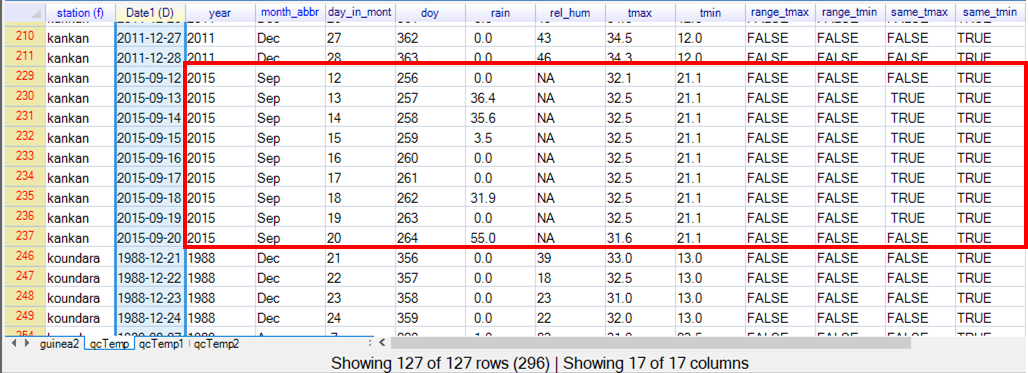 station (f) Date1 (D) year month_abbr day_in_mont doy rain rel_hum tmax tmin range_tmax range_tmin same_tmax same_tmin
210 kankan 2011-12-27 2011 Dec 27 362 0.0 43 34.5 12.0 FALSE FALSE FALSE TRUE
211 kankan 2011-12-28 2011 Dec 28 363 0.0 46 34.3 12.0 FALSE FALSE FALSE TRUE
229 kankan 2015-09-12 2015 Sep 12 256 0.0 NA 32.1 21.1 FALSE FALSE FALSE TRUE
230 kankan 2015-09-13 2015 Sep 13 257 36.4 NA 32.5 21.1 FALSE FALSE TRUE TRUE
231 kankan 2015-09-14 2015 Sep 14 258 35.6 NA 32.5 21.1 FALSE FALSE TRUE TRUE
232 kankan 2015-09-15 2015 Sep 15 259 3.5 NA 32.5 21.1 FALSE FALSE TRUE TRUE
233 kankan 2015-09-16 2015 Sep 16 260 0.0 NA 32.5 21.1 FALSE FALSE TRUE TRUE
234 kankan 2015-09-17 2015 Sep 17 261 0.0 NA 32.5 21.1 FALSE FALSE TRUE TRUE
235 kankan 2015-09-18 2015 Sep 18 262 31.9 NA 32.5 21.1 FALSE FALSE TRUE TRUE
236 kankan 2015-09-19 2015 Sep 19 263 0.0 NA 32.5 21.1 FALSE FALSE TRUE TRUE
237 kankan 2015-09-20 2015 Sep 20 264 55.0 NA 31.6 21.1 FALSE FALSE FALSE TRUE
246 koundara 1988-12-21 1988 Dec 21 356 0.0 39 33.0 13.0 FALSE FALSE FALSE TRUE
247 koundara 1988-12-22 1988 Dec 22 357 0.0 18 32.5 13.0 FALSE FALSE FALSE TRUE
248 koundara 1988-12-23 1988 Dec 23 358 0.0 23 31.0 13.0 FALSE FALSE FALSE TRUE
249 koundara 1988-12-24 1988 Dec 24 359 0.0 22 32.0 13.0 FALSE FALSE FALSE TRUE
guinea2 qcTemp qcTemp1 qcTemp2
Showing 127 of 127 rows (296) | Showing 17 of 17 columns